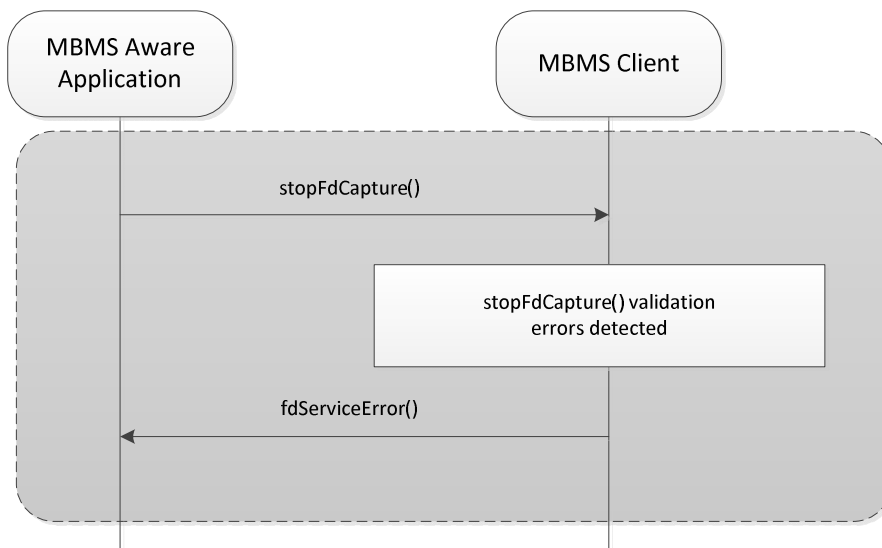 MBMS Aware
Application
MBMS Client
stopFdCapture()
stopFdCapture() validation
errors detected
fdServiceError()